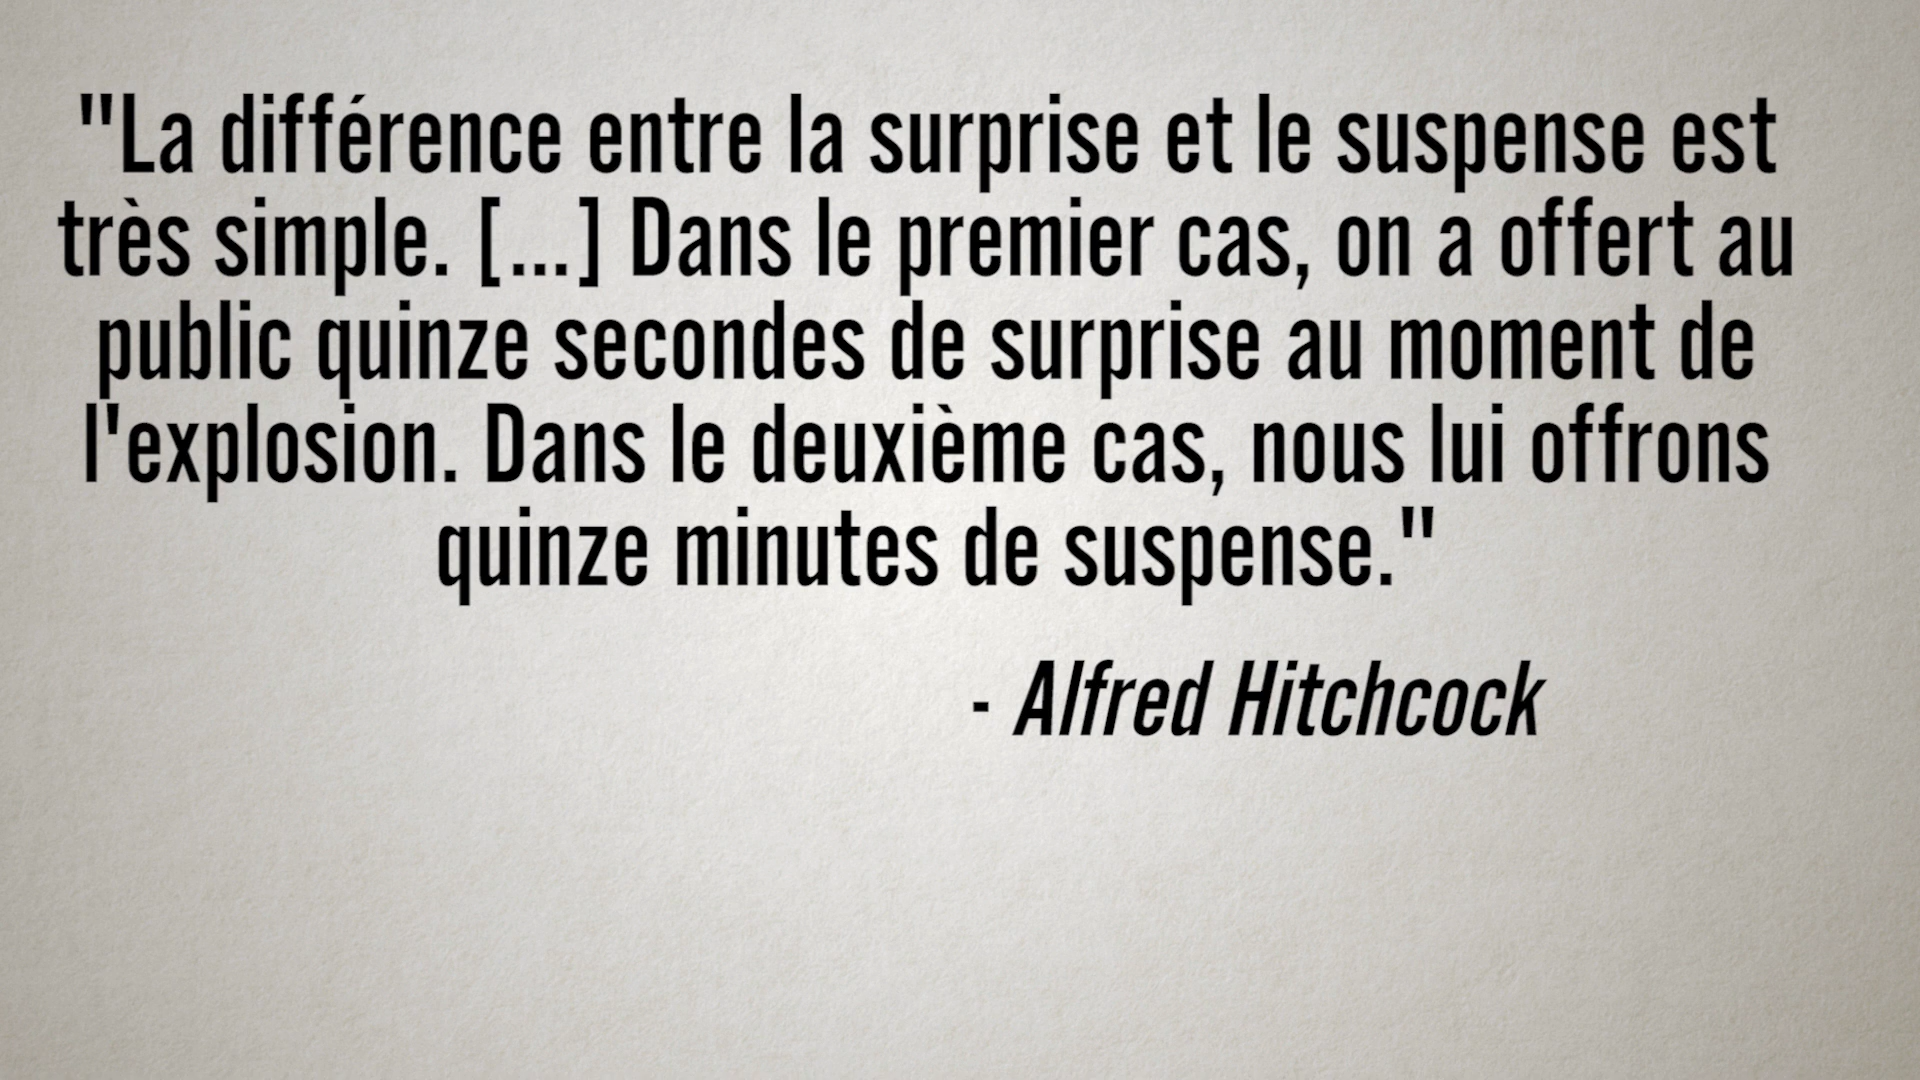 "La différence entre la surprise et le suspense est
très simple. [...] Dans le premier cas, on a offert au
public quinze secondes de surprise au moment de
l'explosion. Dans le deuxième cas, nous lui offrons
quinze minutes de suspense."
- Alfred Hitchcock